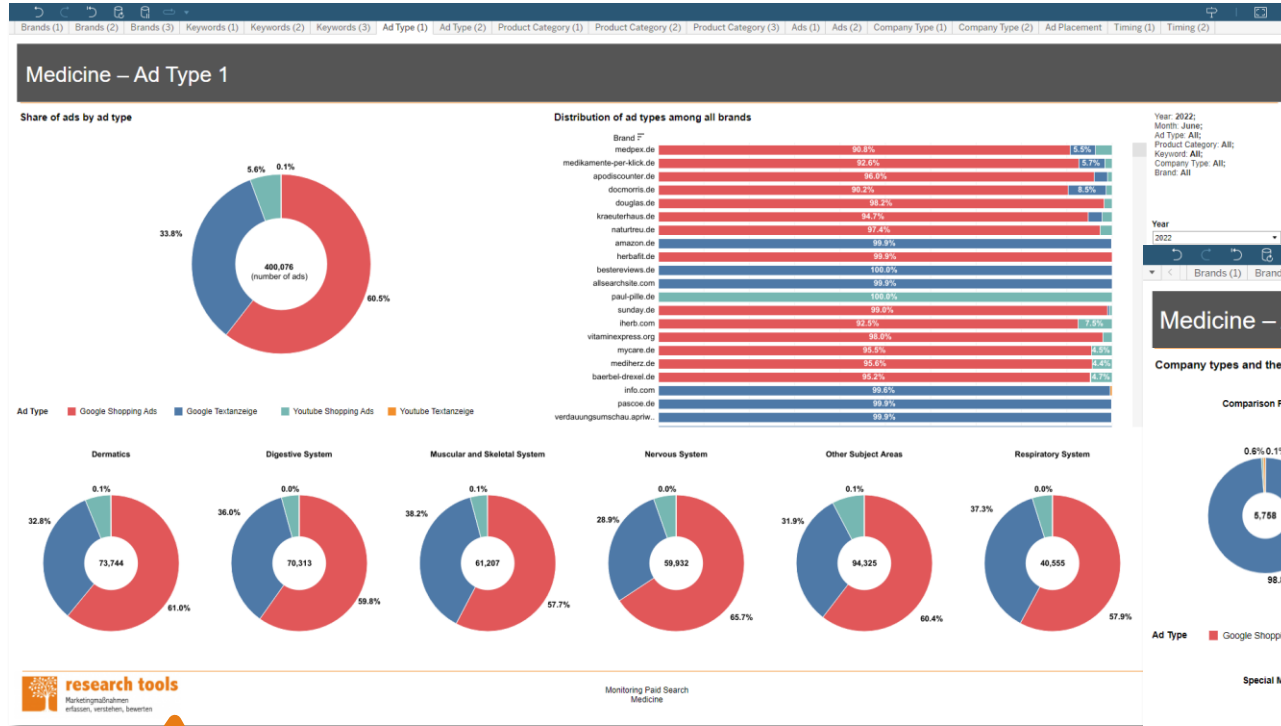 Brands (1) Brands (2) Brands (3) Keywords (1) Keywords (2) Keywords (3) Ad Type (1) Ad Type (2) Product Category (1) Product Category (2) Product Category (3) Ads (1) Ads (2) Company Type (1) Company Type (2) Ad Placement Timing (1) Timing (2)
Medicine – Ad Type 1
Share of ads by ad type
5.6% 0.1%
33.8%
400,076
(number of ads)
60.5%
Ad Type Google Shopping Ads Google Textanzeige Youtube Shopping Ads Youtube Textanzeige
Distribution of ad types among all brands
Brand
medpex.de 90.8% 5.5%
medikamente-per-klick.de 92.6% 5.7%
apodiscounter.de 96.0%
docmorris.de 90.2% 8.5%
douglas.de 98.2%
kraeuterhaus.de 94.7%
naturtreu.de 97.4%
amazon.de 99.9%
herbafit.de 99.9%
bestereviews.de 100.0%
allsearchsite.com 99.9%
paul-pille.de 100.0%
sunday.de 99.0%
iherb.com 92.5% 7.5%
vitaminexpress.org 98.0%
mycare.de 95.5% 4.5%
mediherz.de 95.6% 4.4%
baerbel-drexel.de 95.2% 4.7%
info.com 99.6%
pascoe.de 99.9%
verdauungsumschau.apriw.. 99.9%
Year: 2022;
Month: June;
Ad Type: All;
Product Category: All;
Keyword: All;
Company Type: All;
Brand: All
Year
2022
Brands (1) Brand
Medicine –
Company types and the
Comparison
0.6% 0.1%
5,758
98.
Ad Type Google Shopp
Special
Dermatics
0.1%
32.8%
73,744
61.0%
Digestive System
0.0%
36.0%
70,313
59.8%
Muscular and Skeletal System
0.1%
38.2%
61,207
57.7%
Nervous System
0.0%
28.9%
59,932
65.7%
Other Subject Areas
0.1%
31.9%
94,325
60.4%
Respiratory System
0.0%
37.3%
40,555
57.9%
research tools
Marketingmaßnahmen
erfassen, verstehen, bewerten
Monitoring Paid Search
Medicine